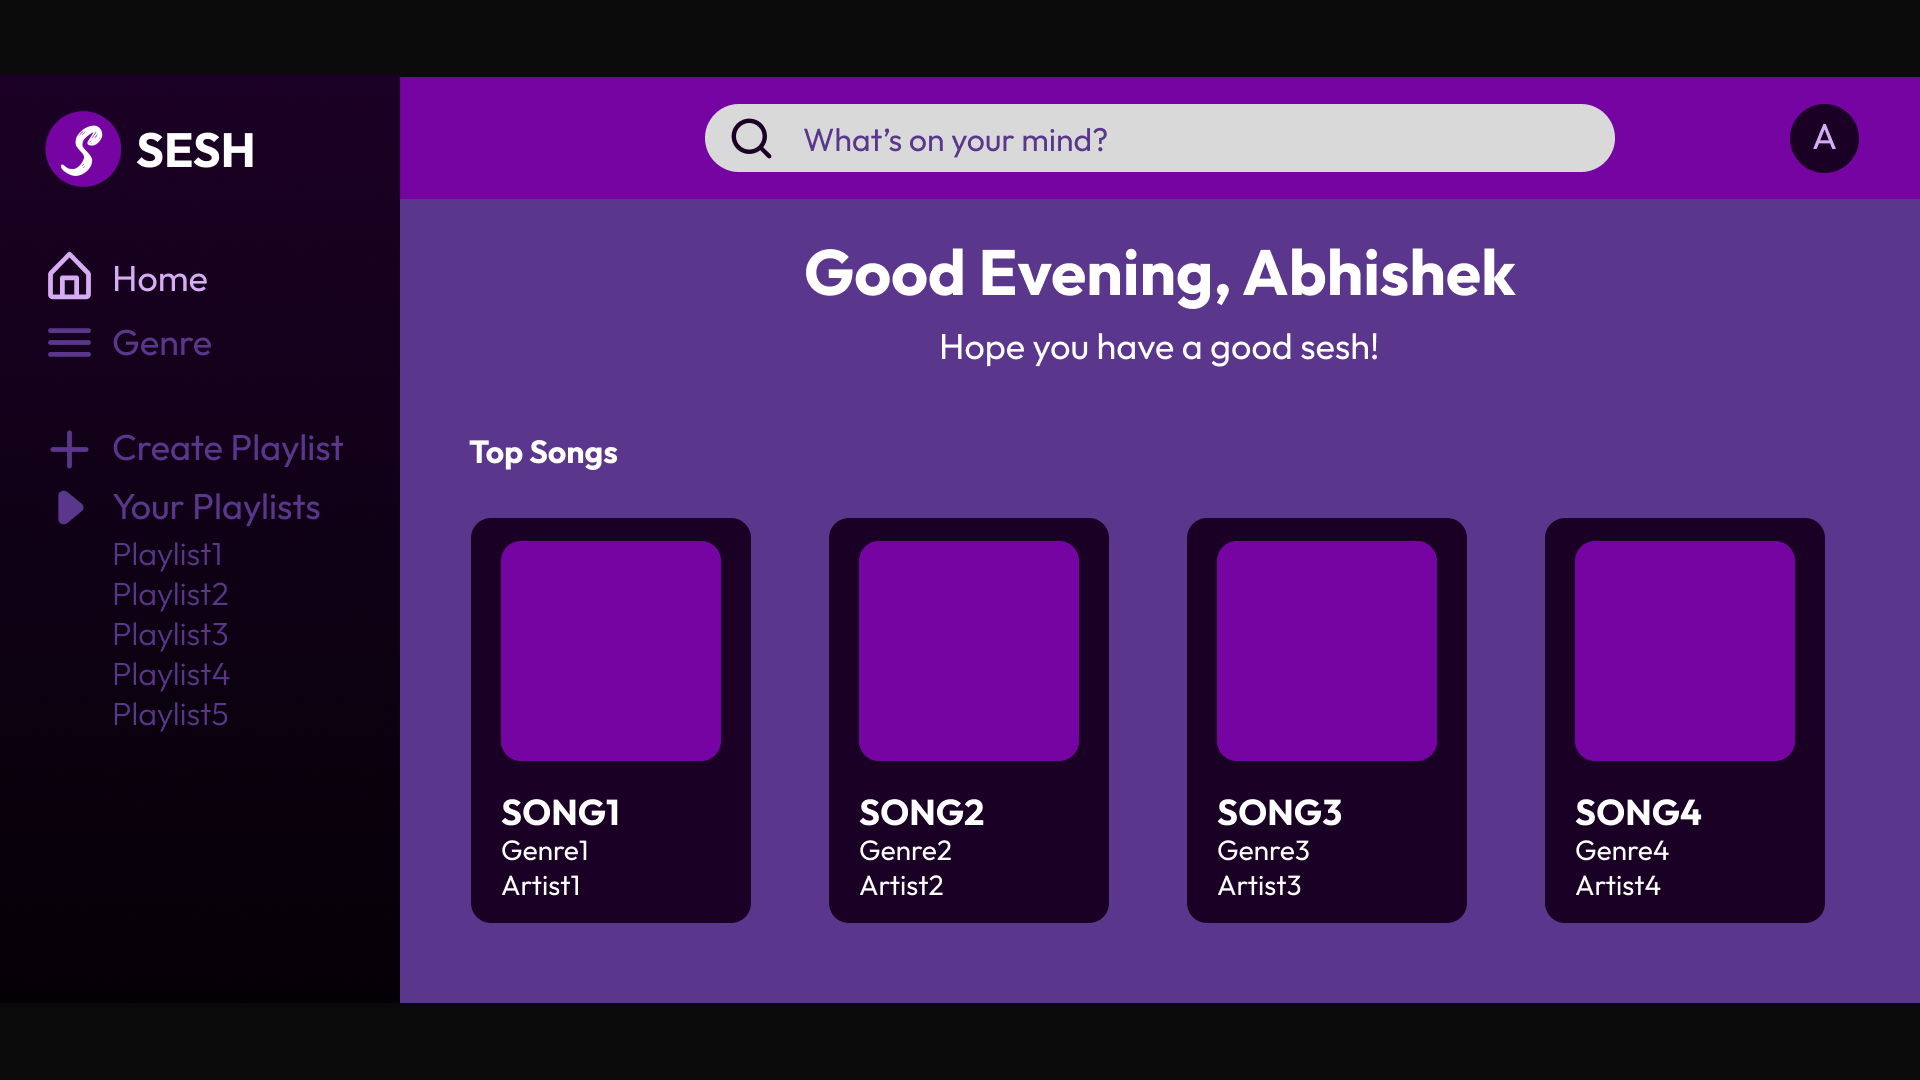 S SESH
Home
Genre
Create Playlist
Your Playlists
Playlist1
Playlist2
Playlist3
Playlist4
Playlist5
What's on your mind?
A
Good Evening, Abhishek
Hope you have a good sesh!
Top Songs
SONG1
Genre1
Artist1
SONG2
Genre2
Artist2
SONG3
Genre3
Artist3
SONG4
Genre4
Artist4